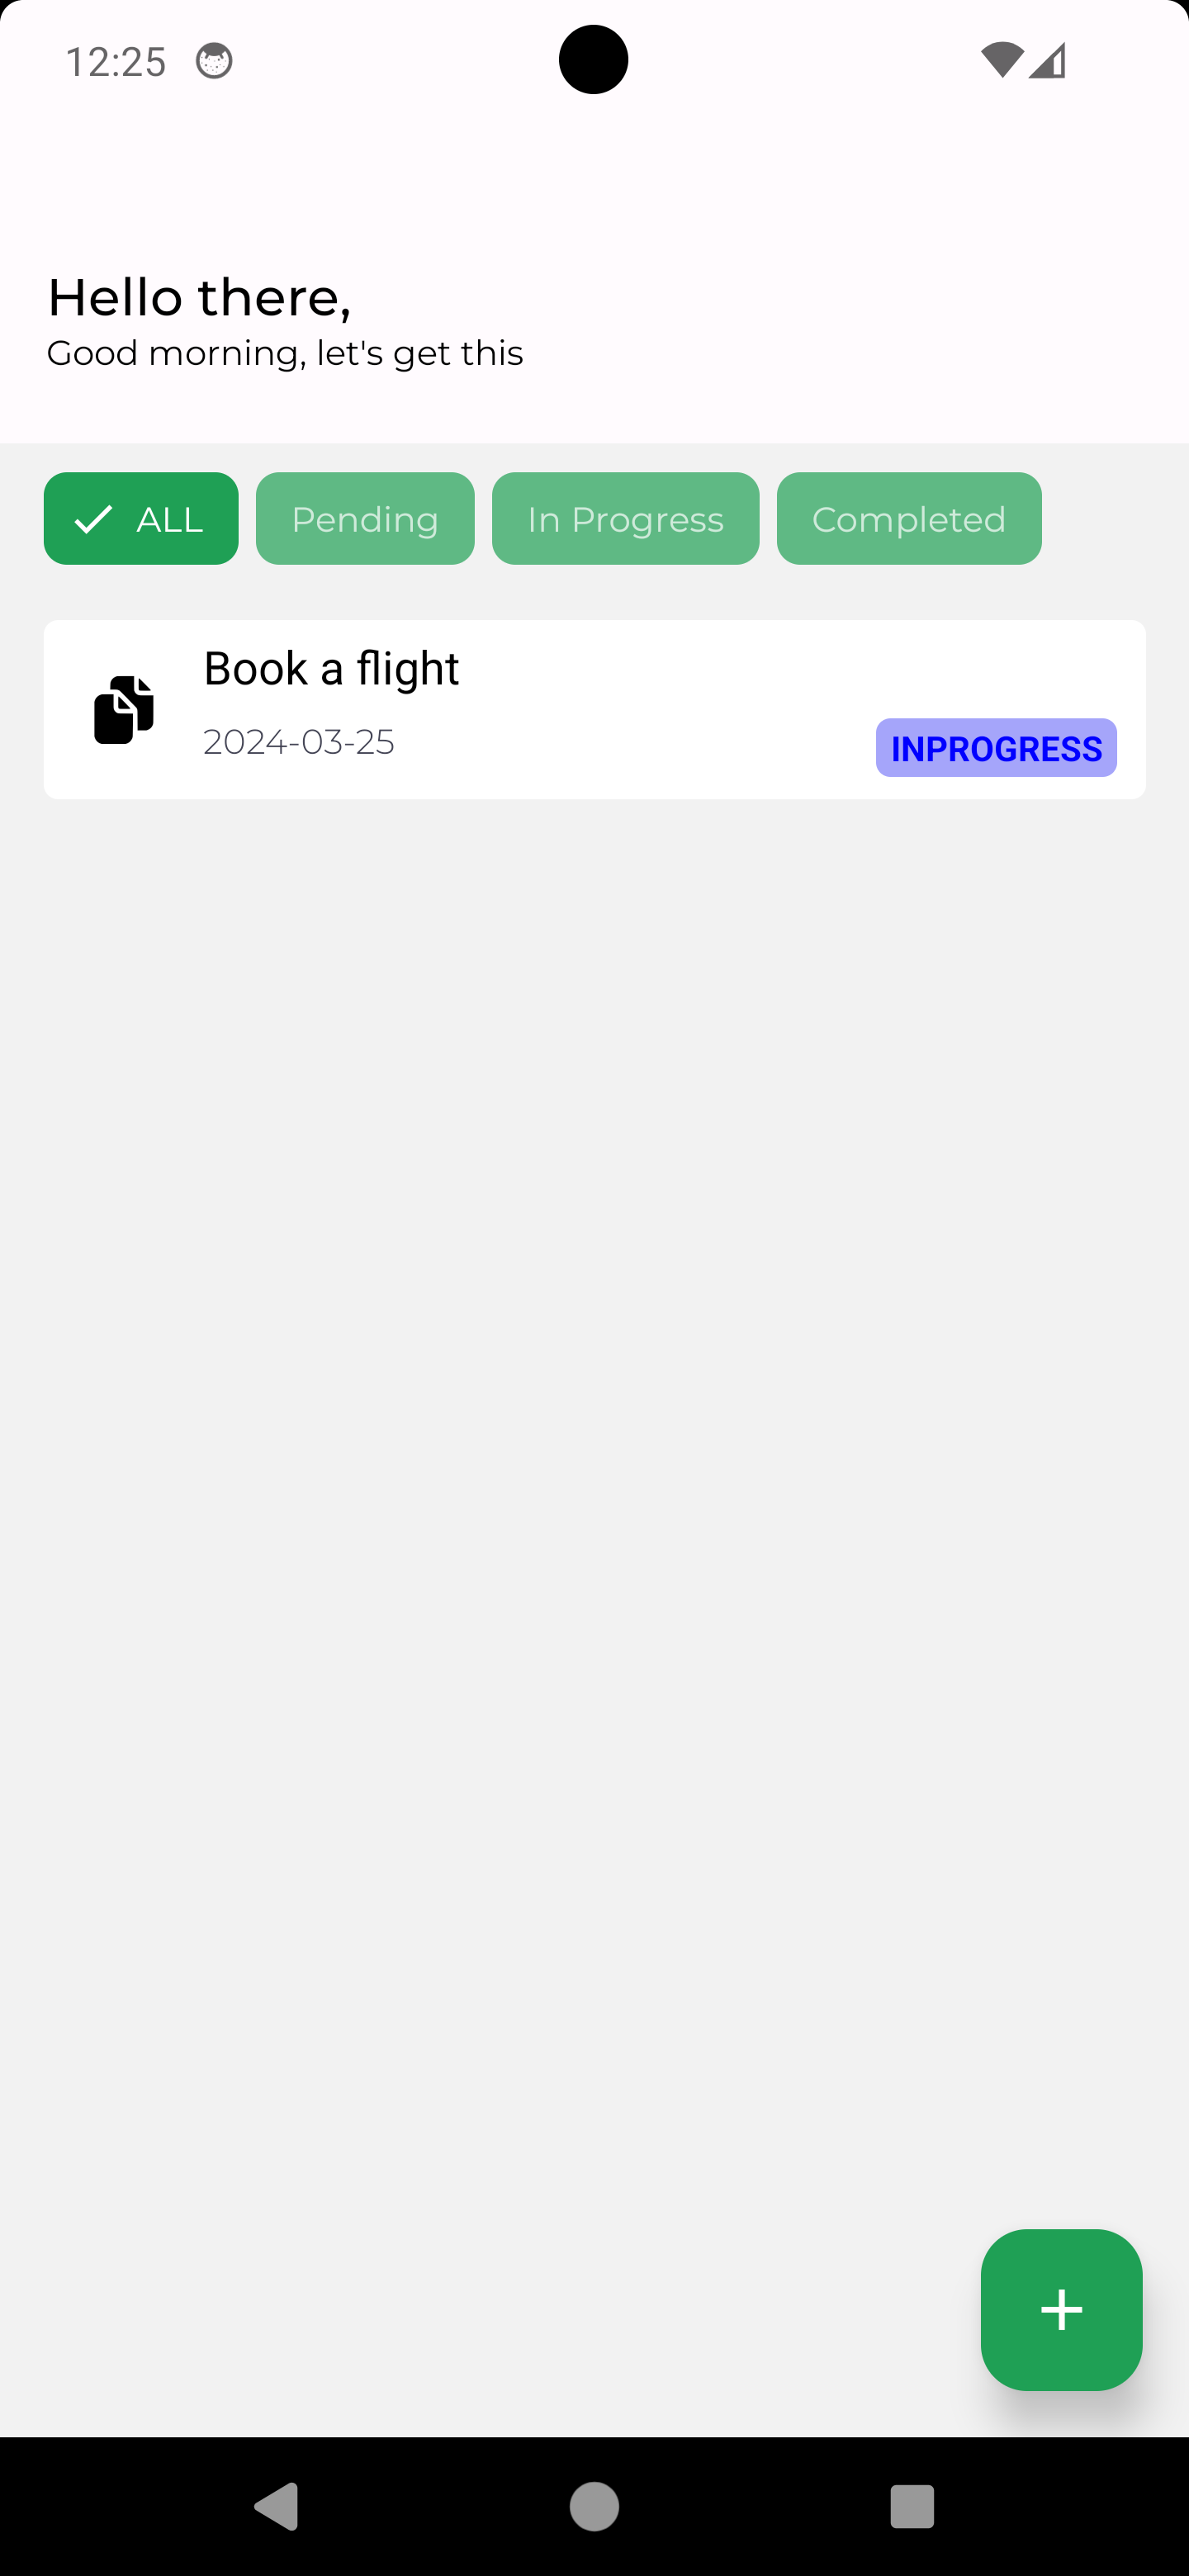 12:25
Hello there,
Good morning, let's get this
ALL
Pending
In Progress
Completed
Book a flight
2024-03-25
INPROGRESS